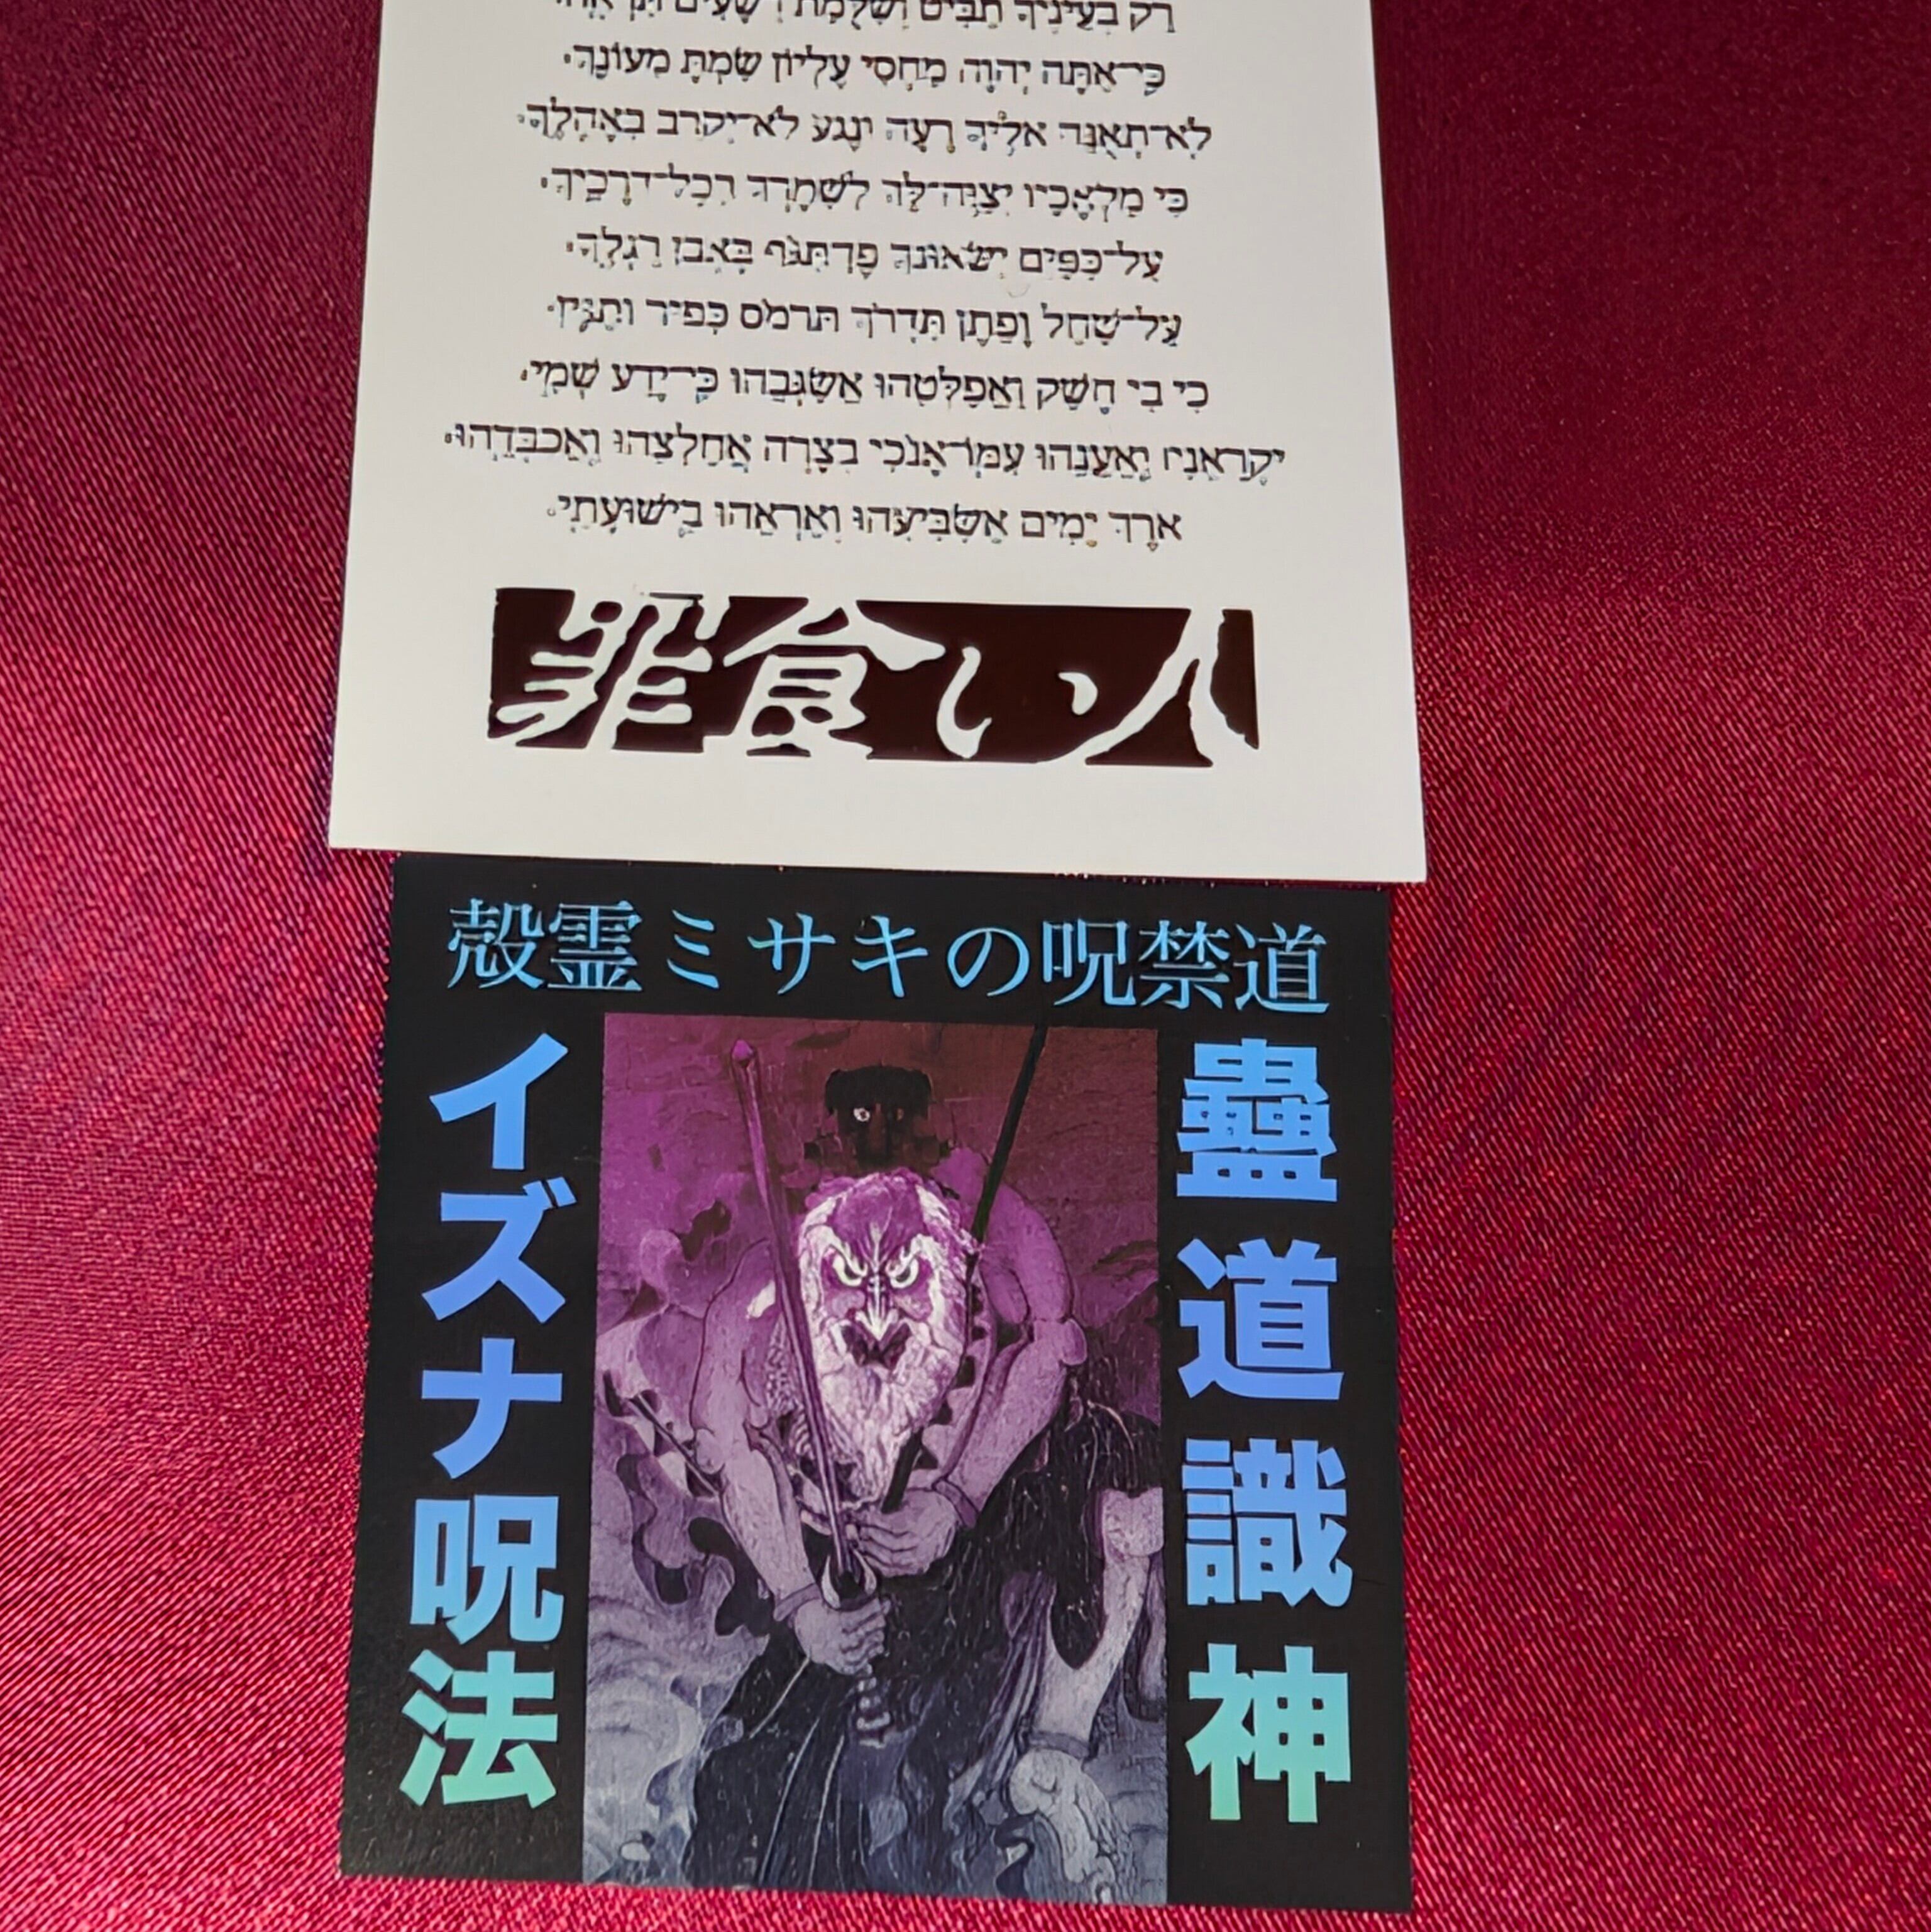 רַק בְּעֵינֶיךָ תַבִּיט וְשִׁלֻּמַת רְשָׁעִים תִּרְאֶה.
כִּי־אַתָּה יְהוָה מַחְסִי עֶלְיוֹן שַׂמְתָּ מְעוֹנֶךָ.
לֹא־תְאֻנֶּה אֵלֶיךָ רָעָה וְנֶגַע לֹא־יִקְרַב בְּאָהֳלֶךָ.
כִּי מַלְאָכָיו יְצַוֶּה־לָּךְ לִשְׁמָרְךָ בְּכָל־דְּרָכֶיךָ.
עַל־כַּפַּיִם יִשָּׂאוּנְךָ פֶּן־תִּגֹּף בָּאֶבֶן רַגְלֶךָ.
עַל־שַׁחַל וָפֶתֶן תִּדְרֹךְ תִּרְמֹס כְּפִיר וְתַנִּין.
כִּי בִי חָשַׁק וַאֲפַלְּטֵהוּ אֲשַׂגְּבֵהוּ כִּי־יָדַע שְׁמִי.
יִקְרָאֵנִי וְאֶעֱנֵהוּ עִמּוֹ־אָנֹכִי בְצָרָה אֲחַלְּצֵהוּ וַאֲכַבְּדֵהוּ.
אֹרֶךְ יָמִים אַשְׂבִּיעֵהוּ וְאַרְאֵהוּ בִּישׁוּעָתִי.
罪食い人
殻霊ミサキの呪禁道
蠱道識神
イズナ呪法